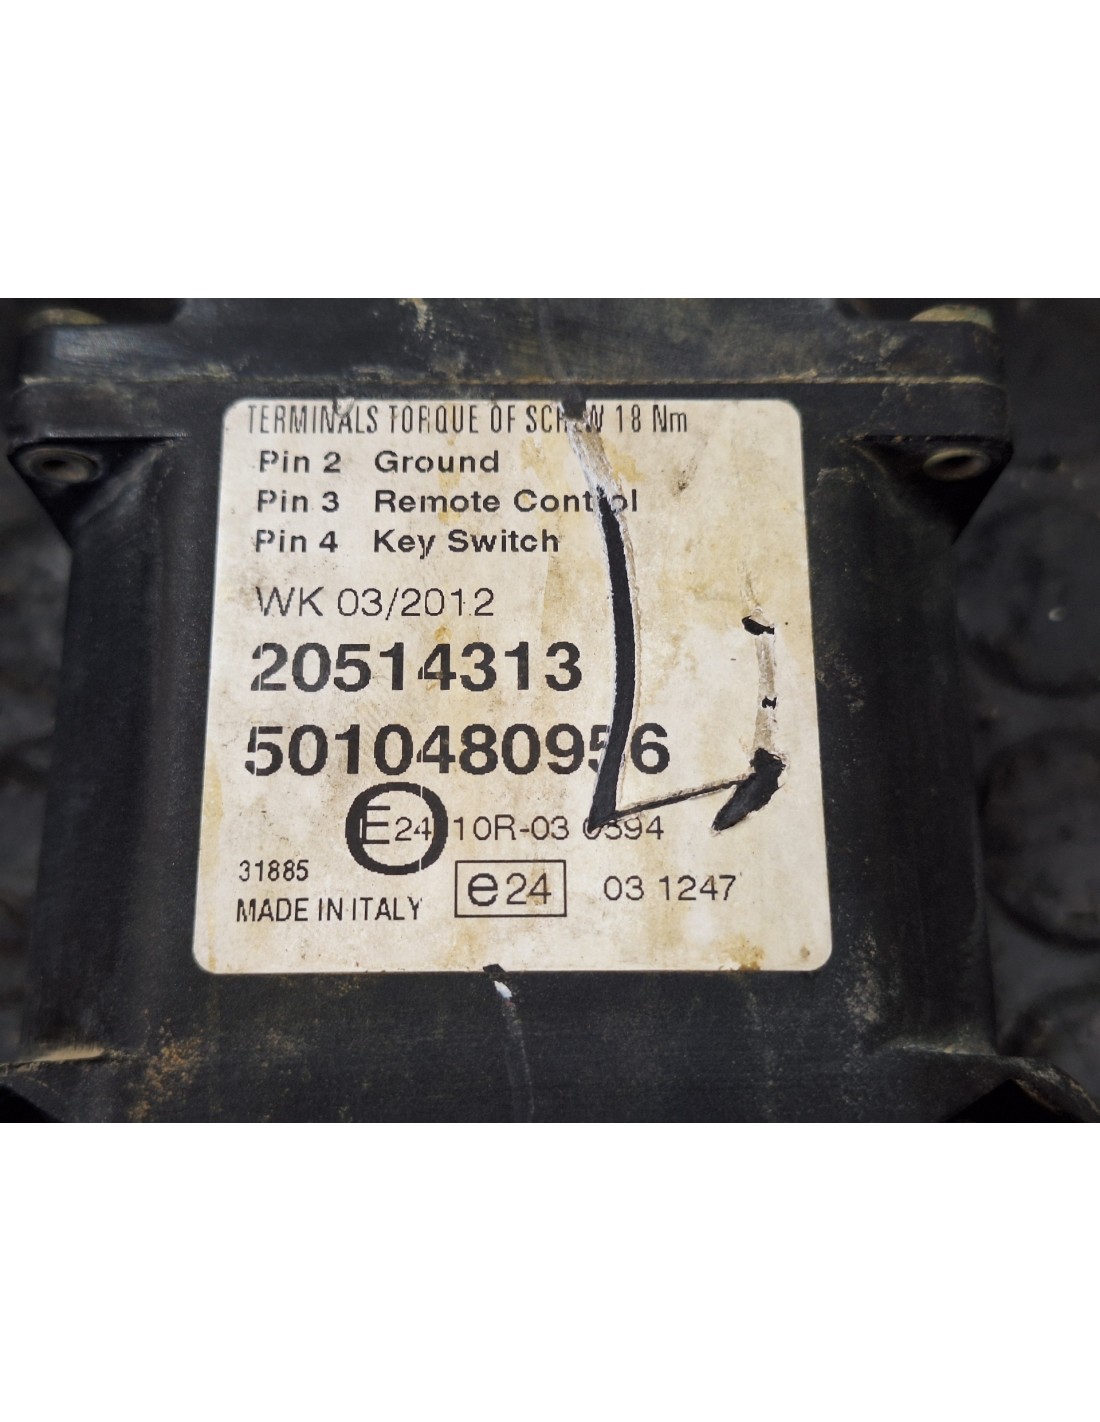 TERMINALS TORQUE OF SCREW 18 Nm
Pin 2 Ground
Pin 3 Remote Control
Pin 4 Key Switch
WK 03/2012
20514313
5010480956
E24 10R-03 0394
31885
e24 03 1247
MADE IN ITALY